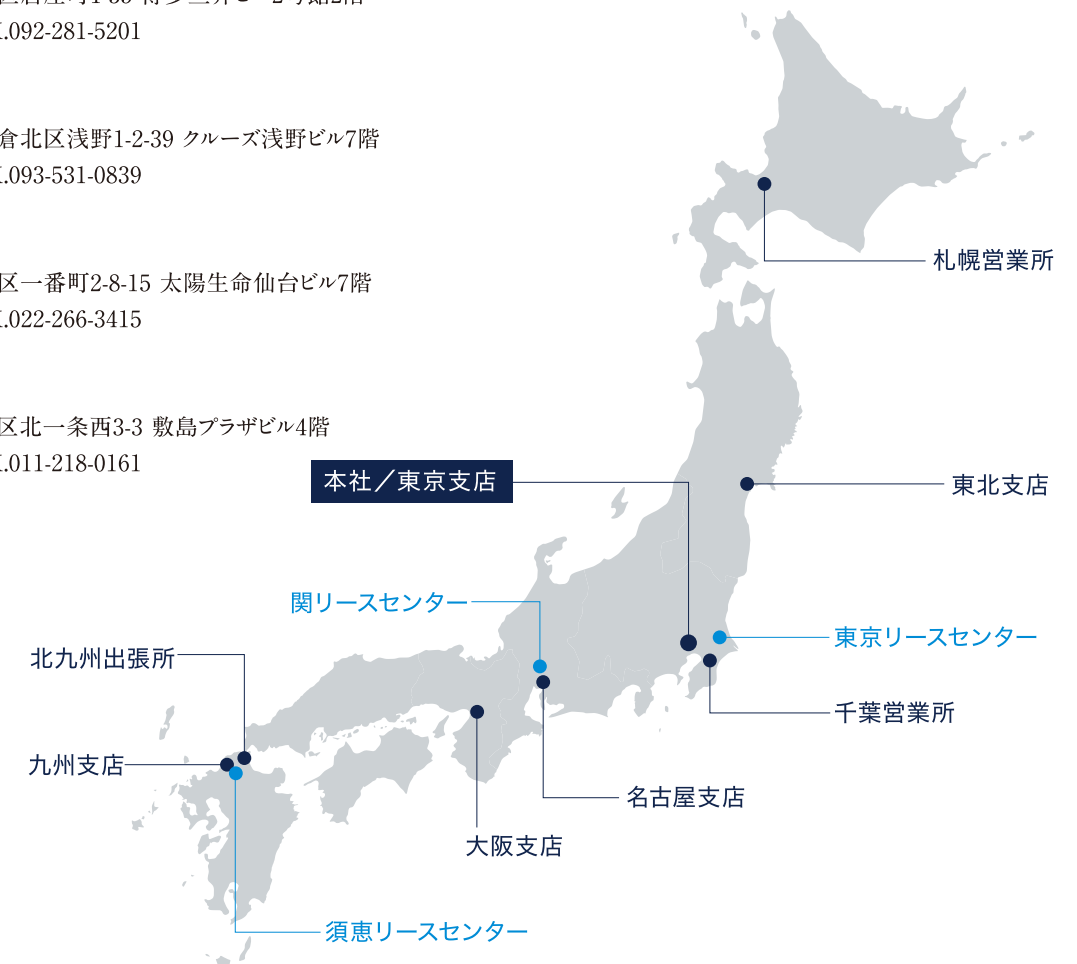 .092-281-5201
倉北区浅野1-2-39 クルーズ浅野ビル7階
.093-531-0839
区一番町2-8-15 太陽生命仙台ビル7階
.022-266-3415
区北一条西3-3 敷島プラザビル4階
.011-218-0161
札幌営業所
本社／東京支店
東北支店
関リースセンター
東京リースセンター
北九州出張所
千葉営業所
九州支店
名古屋支店
大阪支店
須恵リースセンター